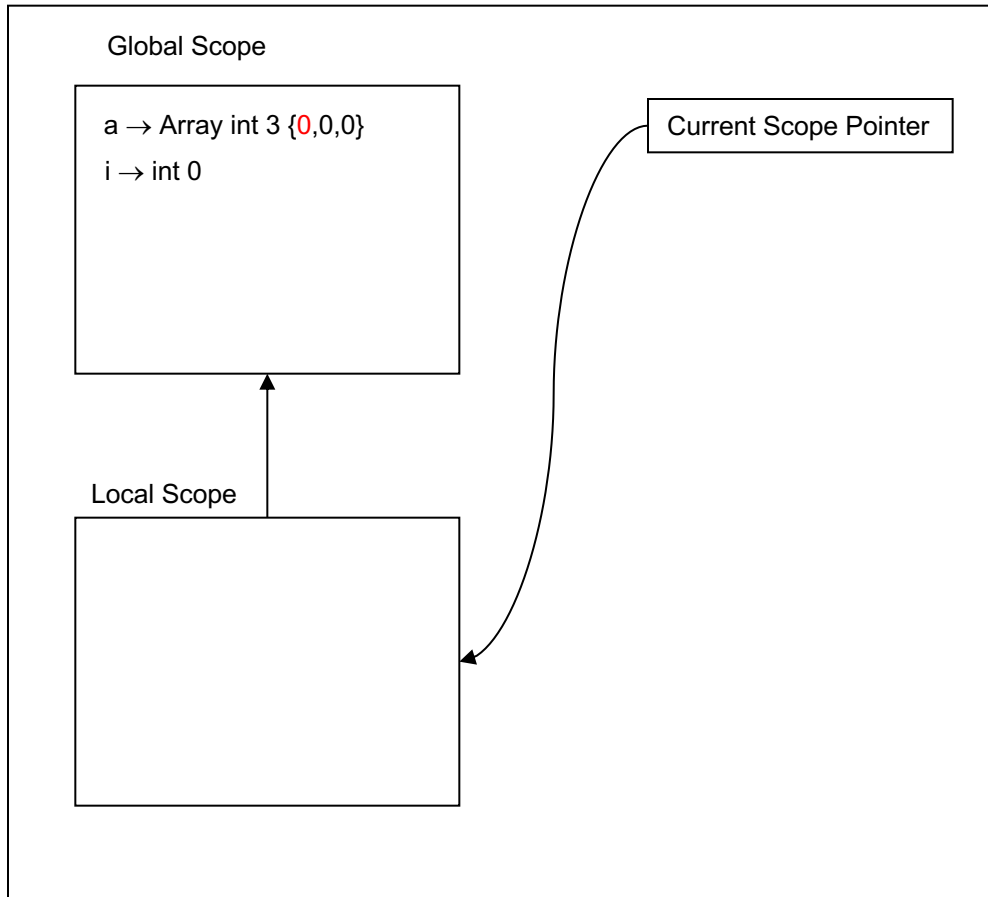 Global Scope
a → Array int 3 {0,0,0}
i → int 0
Current Scope Pointer
Local Scope